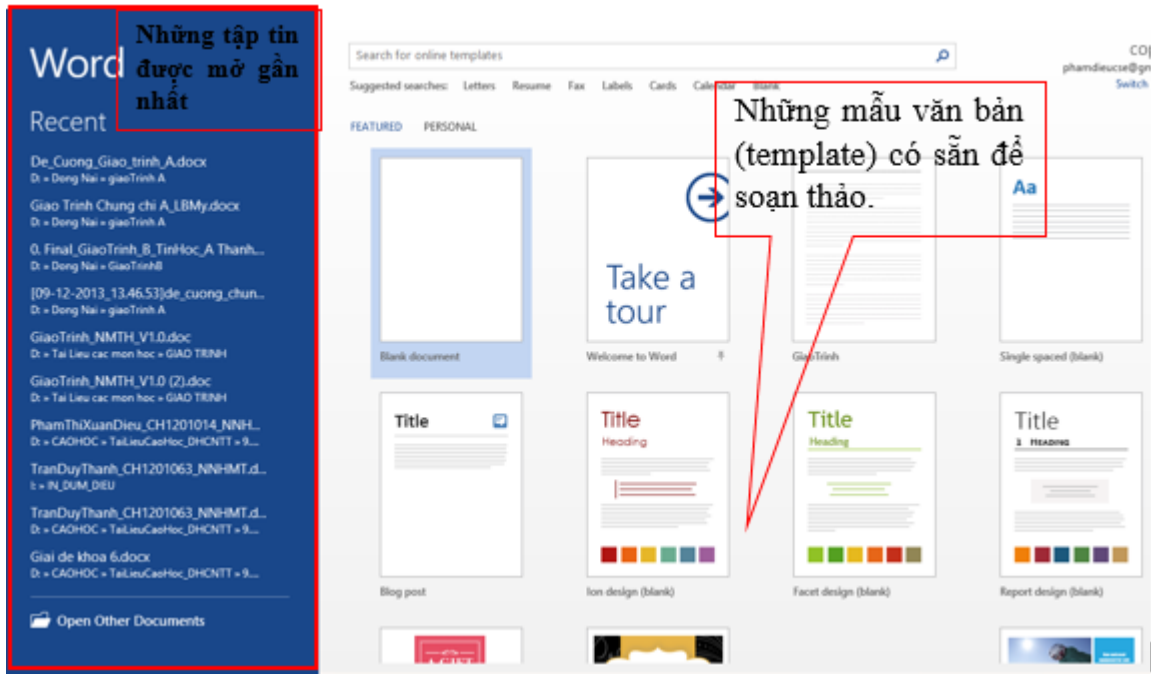 Word
Những tập tin
được mở gần
nhất
Recent
De_Cuong_Giao_trinh_A.docx
D: » Dong Nai » giaoTrinh A
Giao Trinh Chung chi A_LBMy.docx
D: » Dong Nai » giaoTrinh A
0. Final_GiaoTrinh_B_TinHoc_A Thanh...
D: » Dong Nai » GiaoTrinhB
[09-12-2013_13.46.53]de_cuong_chun...
D: » Dong Nai » giaoTrinh A
GiaoTrinh_NMTH_V1.0.doc
D: » Tai Lieu cac mon hoc » GIAO TRINH
GiaoTrinh_NMTH_V1.0 (2).doc
D: » Tai Lieu cac mon hoc » GIAO TRINH
PhamThiXuanDieu_CH1201014_NNH...
D: » CAOHOC » TaiLieuCaoHoc_DHCNTT » 9....
TranDuyThanh_CH1201063_NNHMT.d...
I: » IN_DUM_DIEU
TranDuyThanh_CH1201063_NNHMT.d...
D: » CAOHOC » TaiLieuCaoHoc_DHCNTT » 9....
Giai de khoa 6.docx
D: » CAOHOC » TaiLieuCaoHoc_DHCNTT » 9....
Open Other Documents
Search for online templates
phamdieucse@gm
Switch
Suggested searches: Letters Resume Fax Labels Cards Calendar Blank
FEATURED PERSONAL
Những mẫu văn bản
(template) có sẵn để
soạn thảo.
Take a
tour
Aa
Blank document
Welcome to Word
GiaoTrinh
Single spaced (blank)
Title
Title
Heading
Title
Heading
Title
1 HEADING
Blog post
Ion design (blank)
Facet design (blank)
Report design (blank)